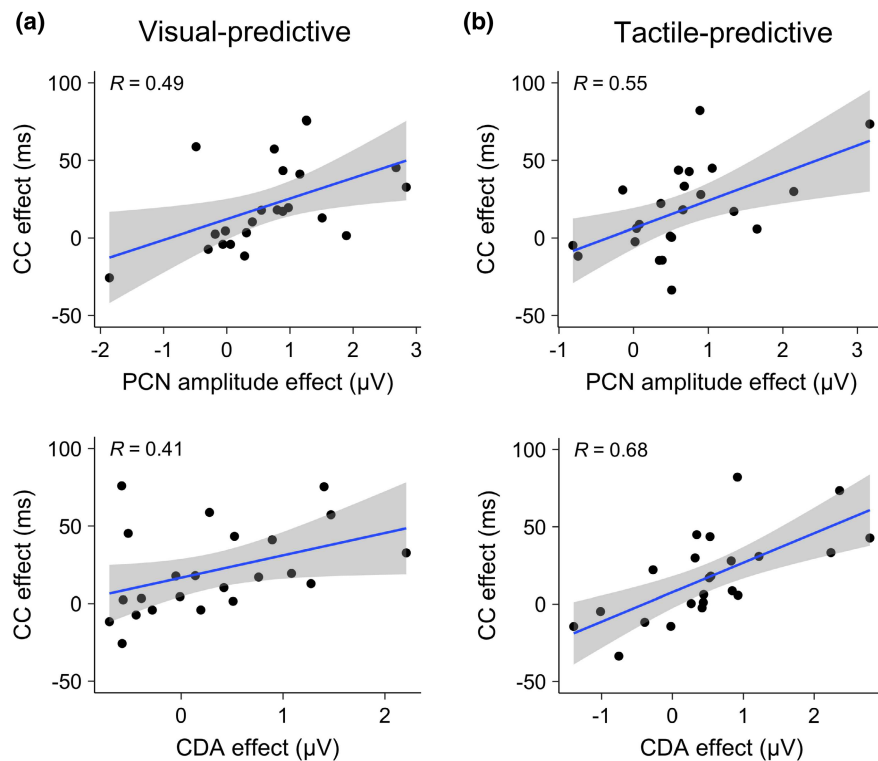 (a) Visual-predictive
R = 0.49
CC effect (ms)
100
50
0
-50
-2 -1 0 1 2 3
PCN amplitude effect (µV)
(b) Tactile-predictive
R = 0.55
CC effect (ms)
100
50
0
-50
-1 0 1 2 3
PCN amplitude effect (µV)
R = 0.41
CC effect (ms)
100
50
0
-50
0 1 2
CDA effect (µV)
R = 0.68
CC effect (ms)
100
50
0
-50
-1 0 1 2
CDA effect (µV)